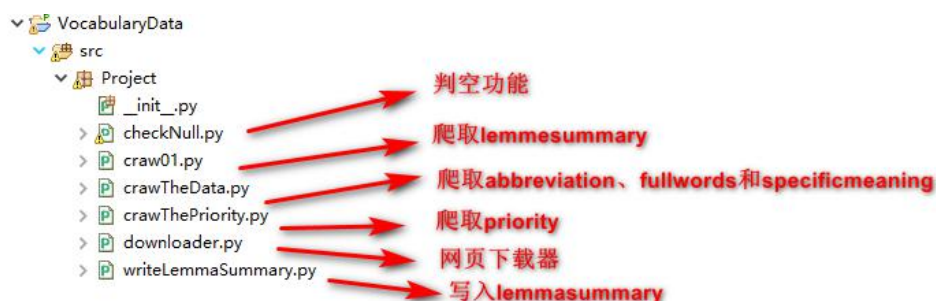 VocabularyData
src
Project
__init__.py
checkNull.py
craw01.py
crawTheData.py
crawThePriority.py
downloader.py
writeLemmaSummary.py
判空功能
爬取lemmesummary
爬取abbreviation、fullwords和specificmeaning
爬取priority
网页下载器
写入lemmasummary